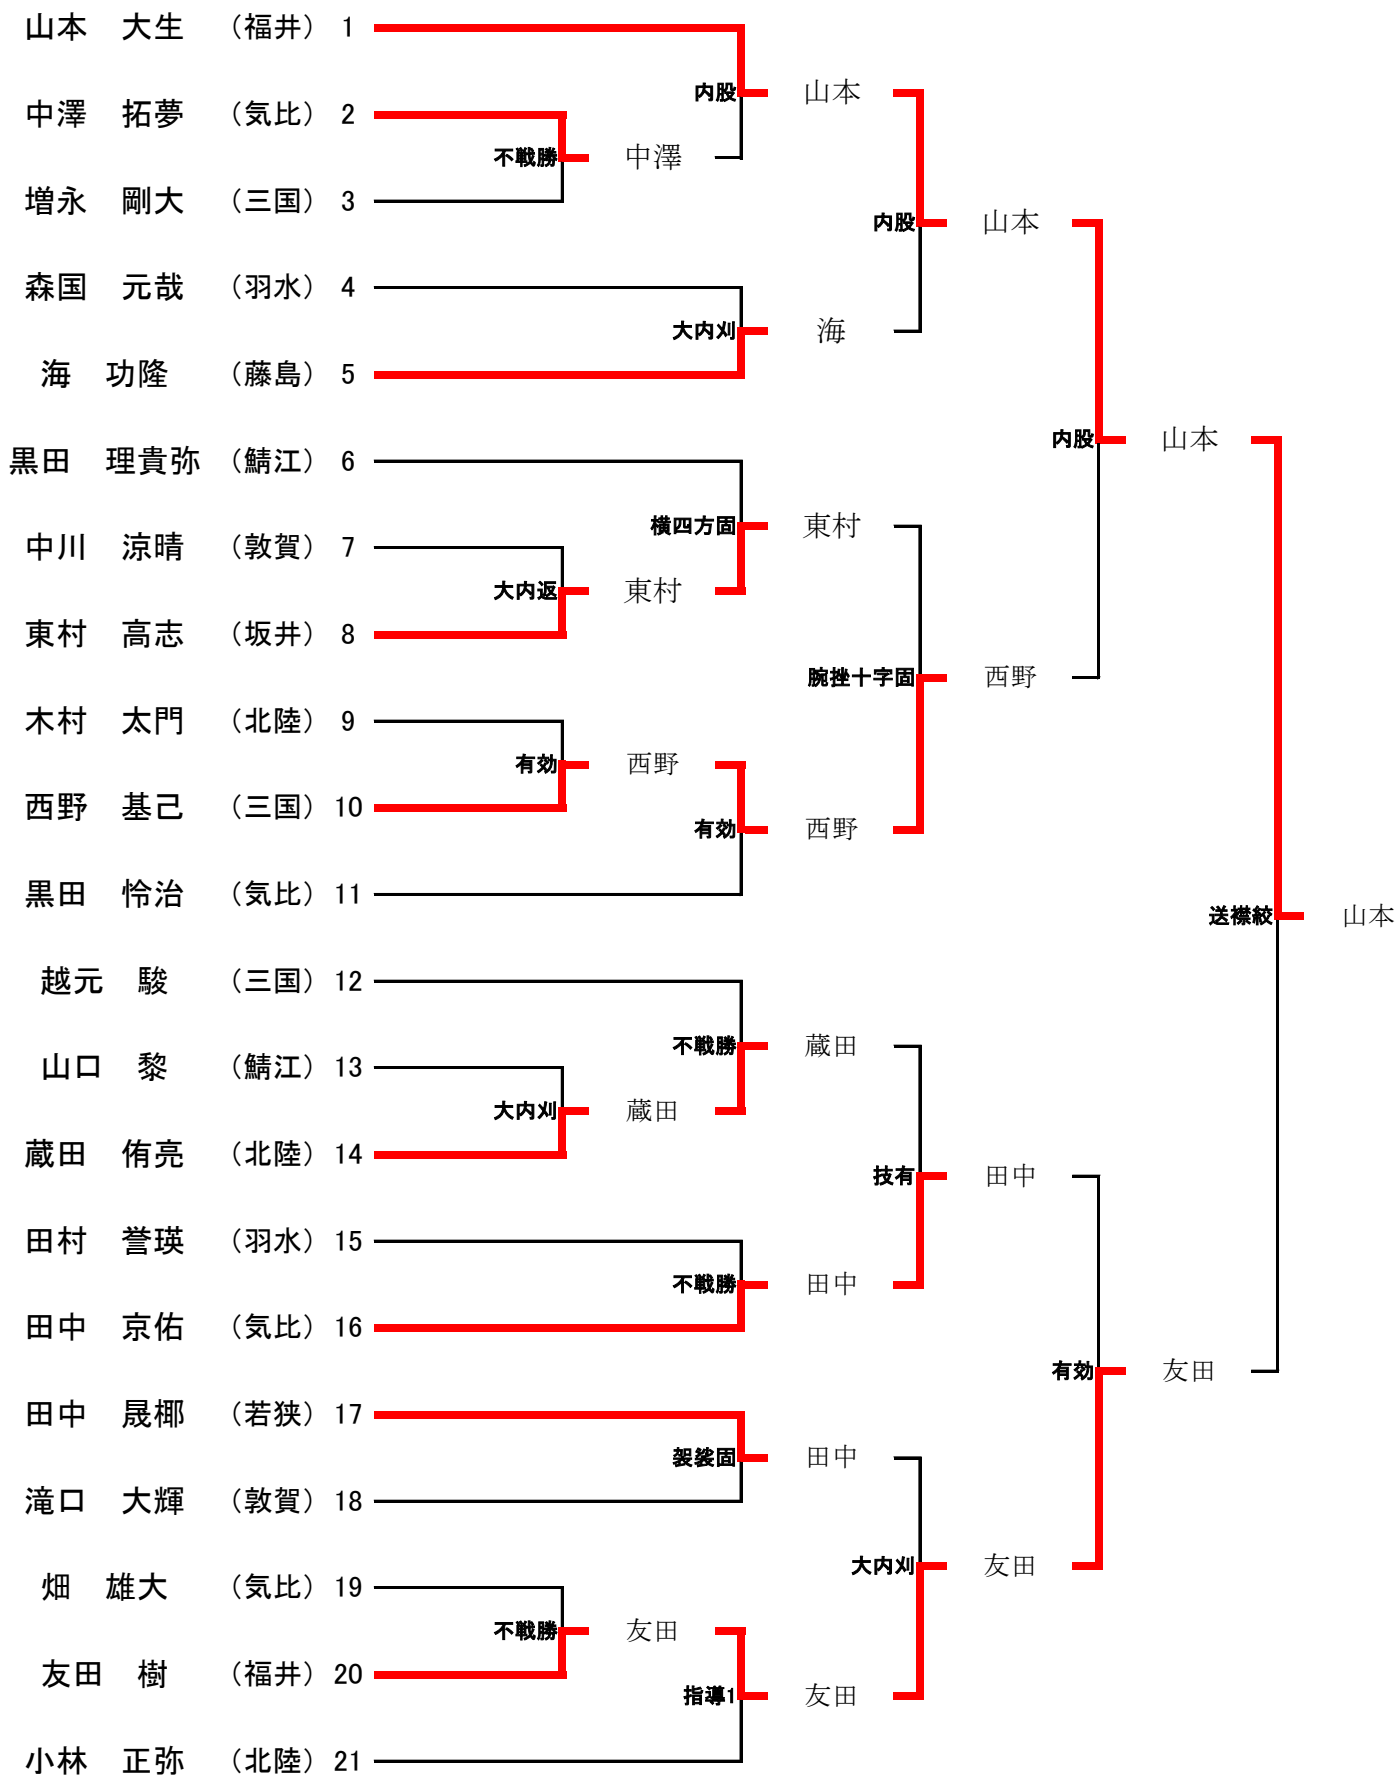 山本　大生　（福井） 1
内股　山本
中澤　拓夢　（気比） 2
不戦勝　中澤
増永　剛大　（三国） 3
内股　山本
森国　元哉　（羽水） 4
大内刈　海
海　功隆　（藤島） 5
内股　山本
黒田　理貴弥　（鯖江） 6
横四方固　東村
中川　涼晴　（敦賀） 7
大内返　東村
東村　高志　（坂井） 8
腕挫十字固　西野
木村　太門　（北陸） 9
有効　西野
西野　基己　（三国） 10
有効　西野
黒田　怜治　（気比） 11
送襟絞　山本
越元　駿　（三国） 12
不戦勝　蔵田
山口　黎　（鯖江） 13
大内刈　蔵田
蔵田　侑亮　（北陸） 14
技有　田中
田村　誉瑛　（羽水） 15
不戦勝　田中
田中　京佑　（気比） 16
有効　友田
田中　晟椰　（若狭） 17
袈裟固　田中
滝口　大輝　（敦賀） 18
大内刈　友田
畑　雄大　（気比） 19
不戦勝　友田
友田　樹　（福井） 20
指導1　友田
小林　正弥　（北陸） 21